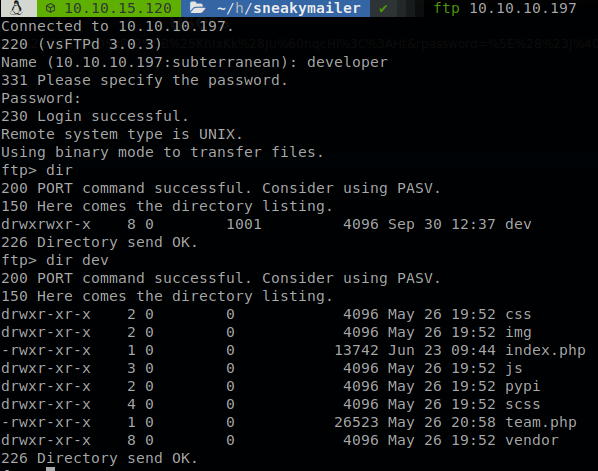 10.10.15.120 ~/h/sneakymailer ✔ ftp 10.10.10.197
Connected to 10.10.10.197.
220 (vsFTPd 3.0.3)
Name (10.10.10.197:subterranean): developer
331 Please specify the password.
Password:
230 Login successful.
Remote system type is UNIX.
Using binary mode to transfer files.
ftp> dir
200 PORT command successful. Consider using PASV.
150 Here comes the directory listing.
drwxrwxr-x    8 0        1001         4096 Sep 30 12:37 dev
226 Directory send OK.
ftp> dir dev
200 PORT command successful. Consider using PASV.
150 Here comes the directory listing.
drwxr-xr-x    2 0        0            4096 May 26 19:52 css
drwxr-xr-x    2 0        0            4096 May 26 19:52 img
-rwxr-xr-x    1 0        0           13742 Jun 23 09:44 index.php
drwxr-xr-x    3 0        0            4096 May 26 19:52 js
drwxr-xr-x    2 0        0            4096 May 26 19:52 pypi
drwxr-xr-x    4 0        0            4096 May 26 19:52 scss
-rwxr-xr-x    1 0        0           26523 May 26 20:58 team.php
drwxr-xr-x    8 0        0            4096 May 26 19:52 vendor
226 Directory send OK.